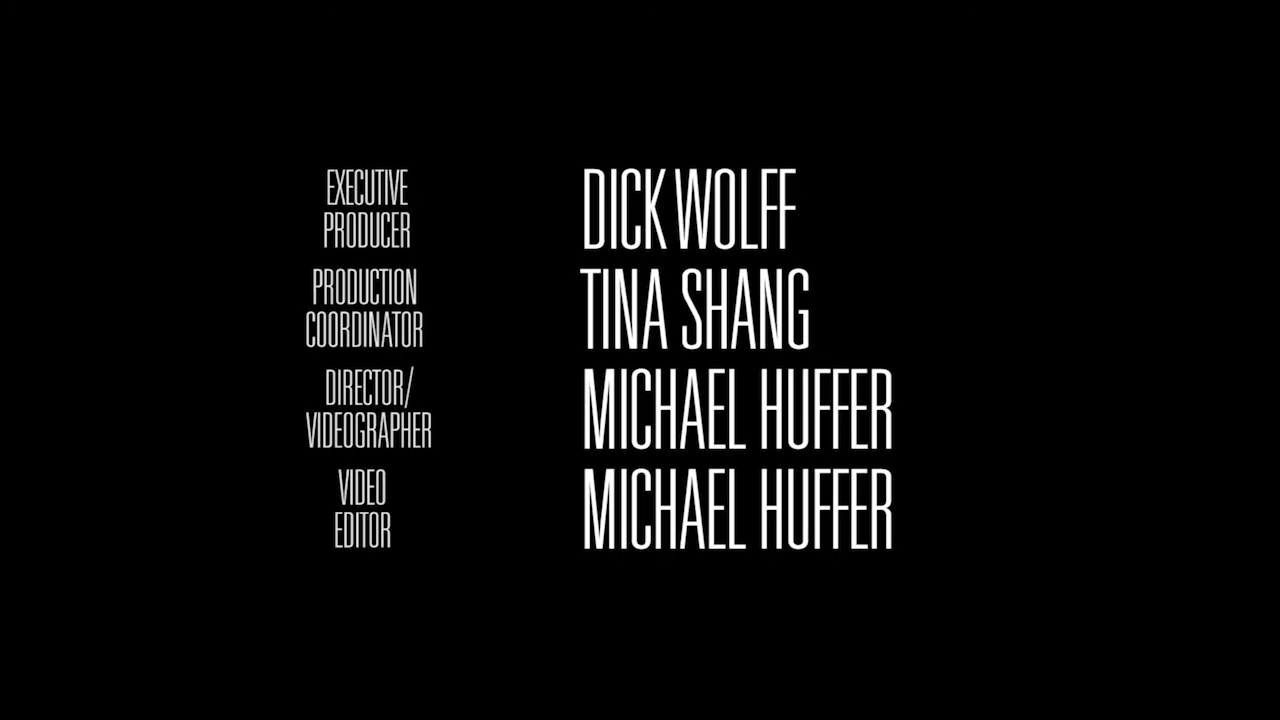 EXECUTIVE
PRODUCER
DICK WOLFF
PRODUCTION
COORDINATOR
TINA SHANG
DIRECTOR/
VIDEOGRAPHER
MICHAEL HUFFER
VIDEO
EDITOR
MICHAEL HUFFER